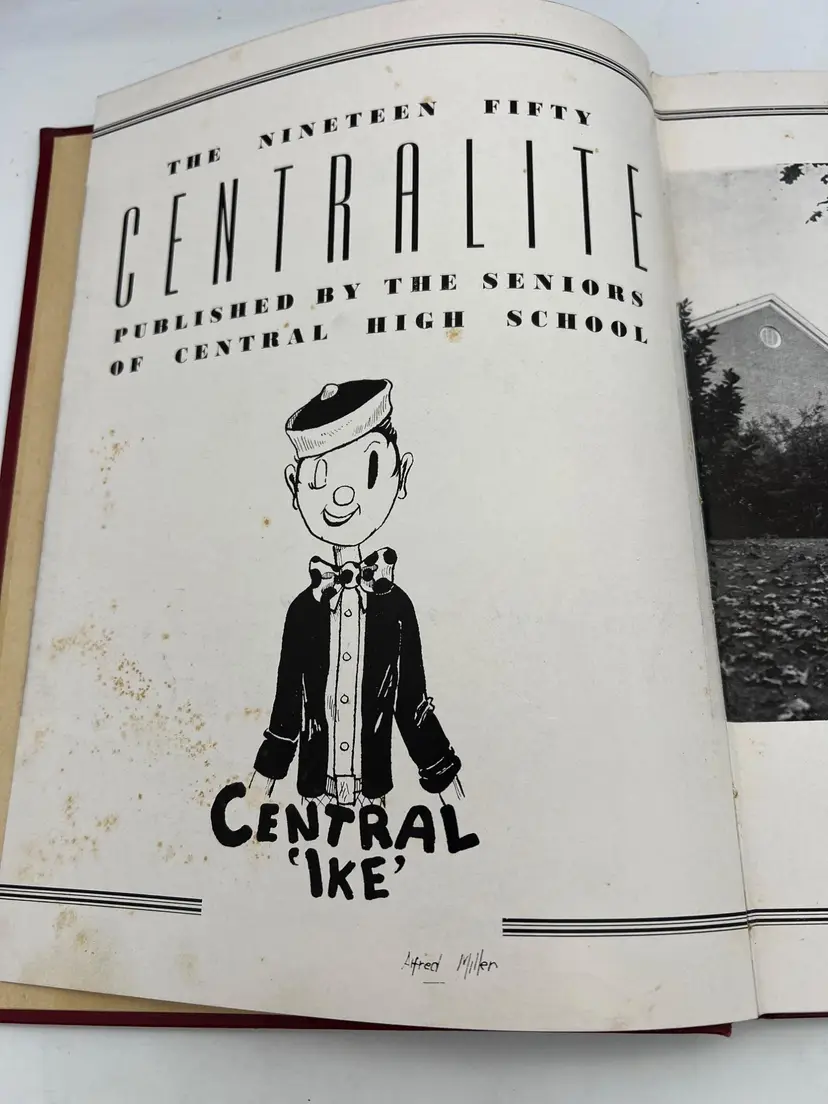 THE NINETEEN FIFTY
CENTRALITE
PUBLISHED BY THE SENIORS
OF CENTRAL HIGH SCHOOL
CENTRAL
'IKE'
Alfred Miller